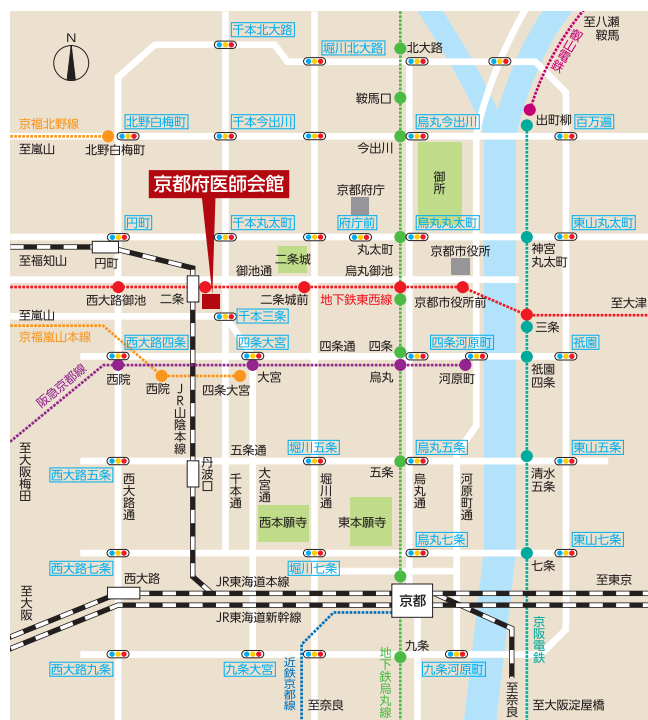 千本北大路
至八瀬
鞍馬
N
堀川北大路
北大路
叡山電鉄
鞍馬口
京福北野線
北野白梅町
千本今出川
烏丸今出川
出町柳
百万遍
至嵐山
北野白梅町
今出川
京都府医師会館
京都府庁
御所
円町
千本丸太町
府庁前
烏丸丸太町
東山丸太町
丸太町
京都市役所
神宮
丸太町
至福知山
円町
二条城
御池通
烏丸御池
西大路御池
二条
二条城前
地下鉄東西線
京都市役所前
至大津
至嵐山
千本三条
三条
京福嵐山本線
西大路四条
四条大宮
四条通
四条
四条河原町
祇園
祇園
四条
阪急京都線
西院
西院
四条大宮
大宮
烏丸
河原町
JR山陰本線
至大阪梅田
五条通
堀川五条
烏丸五条
東山五条
西大路五条
丹波口
五条
清水
五条
西大路通
千本通
大宮通
堀川通
烏丸通
河原町通
西本願寺
東本願寺
烏丸七条
東山七条
西大路七条
堀川七条
七条
西大路
JR東海道本線
至東京
至大阪
京都
JR東海道新幹線
京阪電鉄
九条
西大路九条
九条大宮
近鉄京都線
地下鉄烏丸線
九条河原町
至奈良
至奈良
至大阪淀屋橋